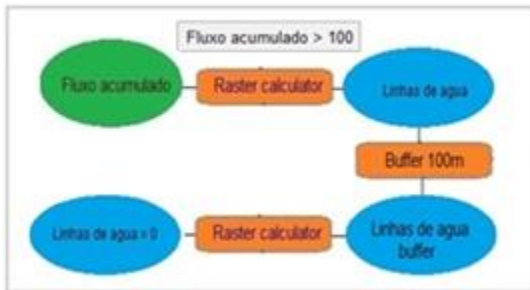 Fluxo acumulado > 100
Fluxo acumulado
Raster calculator
Linhas de agua
Buffer 100m
Linhas de agua = 0
Raster calculator
Linhas de agua
buffer